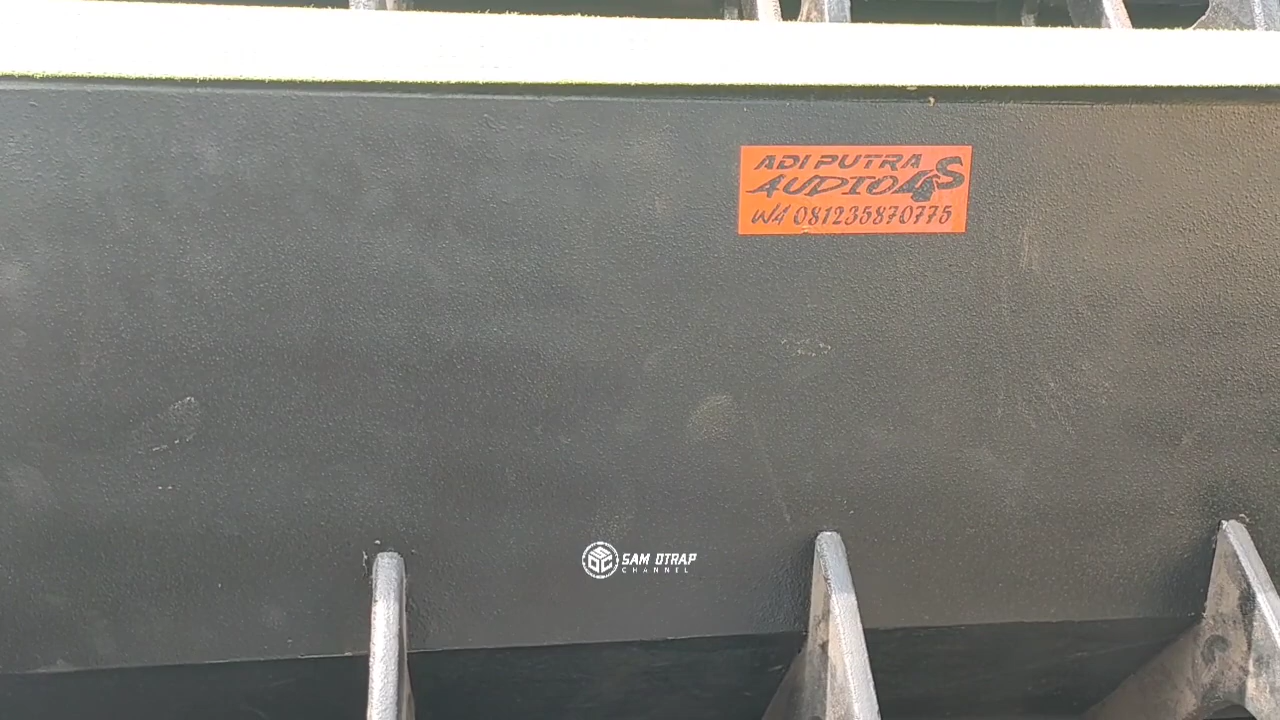 ADI PUTRA
AUDIO 4S
WA 081235870775
SAM OTRAP
CHANNEL